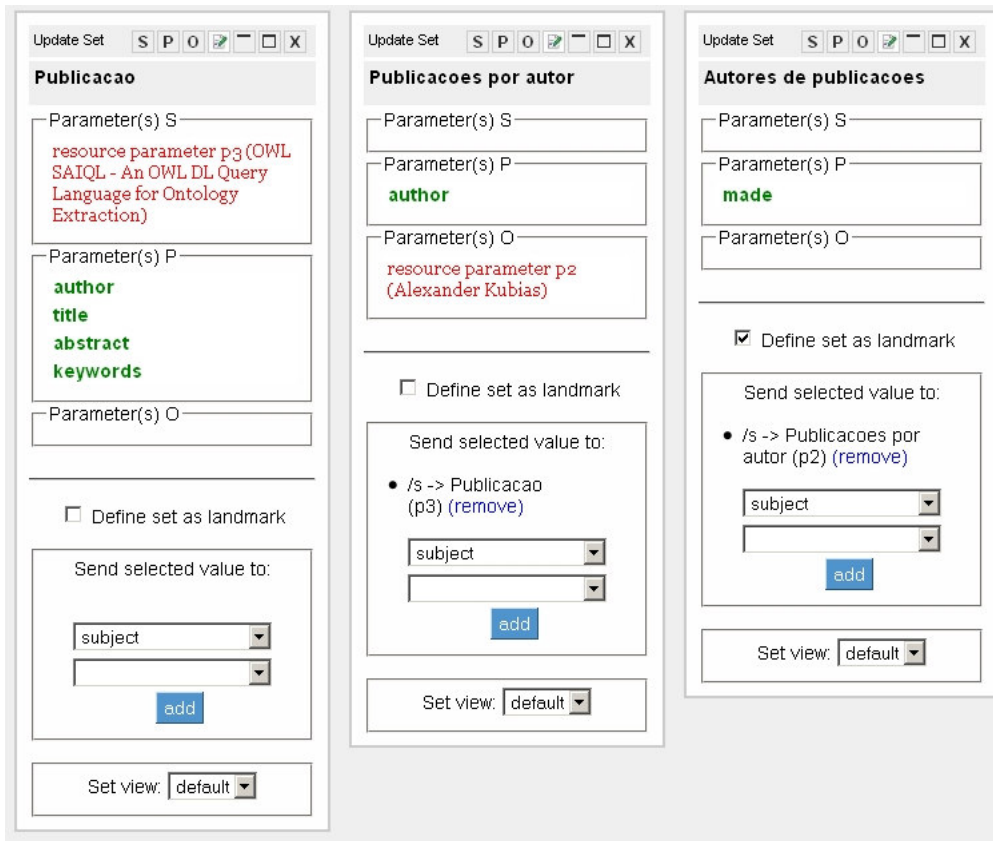 Update Set S P O X
Publicacao
Parameter(s) S
resource parameter p3 (OWL
SAIQL - An OWL DL Query
Language for Ontology
Extraction)
Parameter(s) P
author
title
abstract
keywords
Parameter(s) O
Define set as landmark
Send selected value to:
subject
add
Set view: default
Update Set S P O X
Publicacoes por autor
Parameter(s) S
Parameter(s) P
author
Parameter(s) O
resource parameter p2
(Alexander Kubias)
Define set as landmark
Send selected value to:
• /s -> Publicacao
(p3) (remove)
subject
add
Set view: default
Update Set S P O X
Autores de publicacoes
Parameter(s) S
Parameter(s) P
made
Parameter(s) O
Define set as landmark
Send selected value to:
• /s -> Publicacoes por
autor (p2) (remove)
subject
add
Set view: default